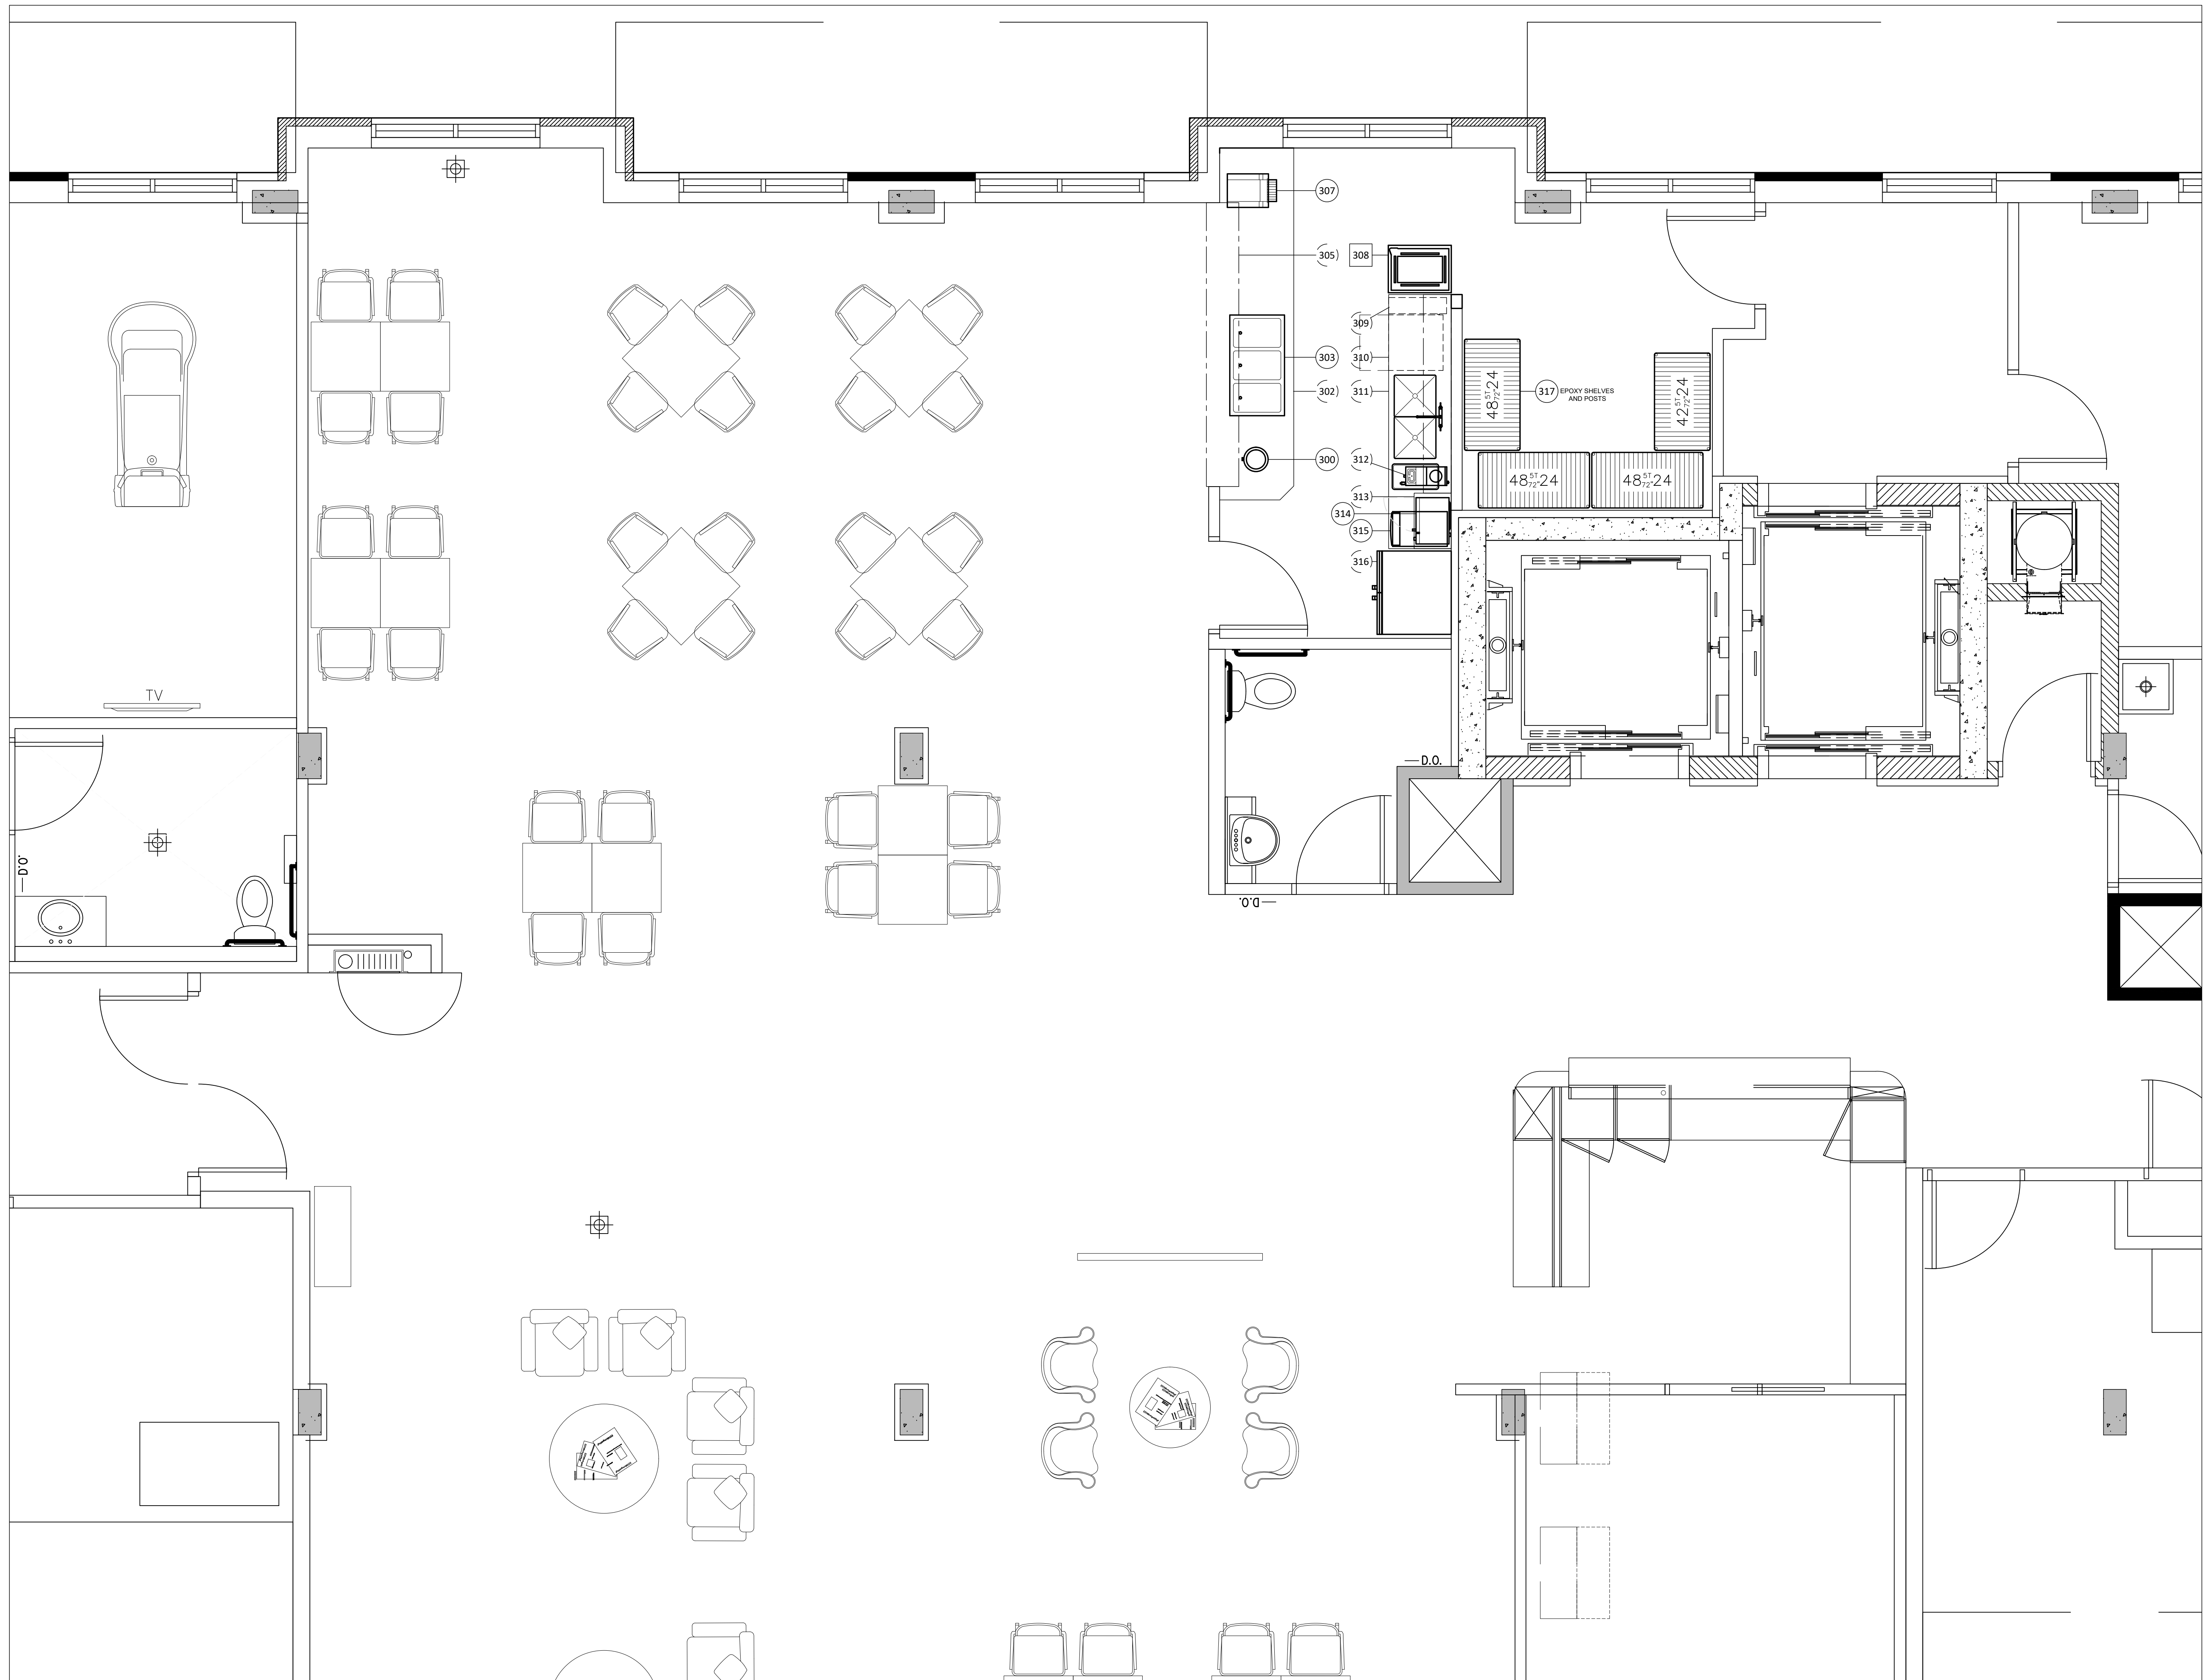 307
305
308
309
303
310
302
311
317 EPOXY SHELVES
AND POSTS
48 5T 72" 24
42 5T 72" 24
300
312
48 5T 72" 24
48 5T 72" 24
313
314
315
316
TV
D.O.
D.O.
D.O.